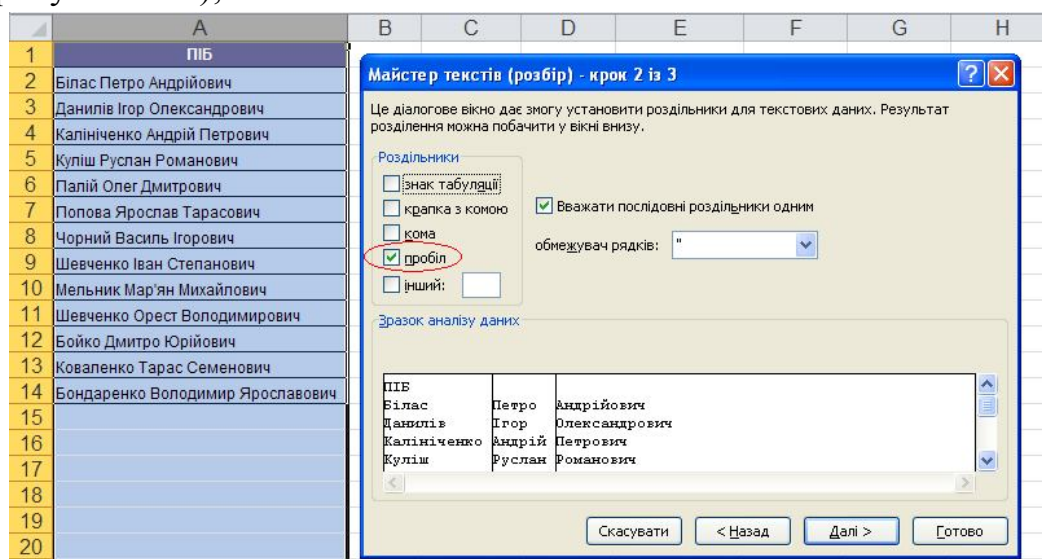 A B C D E F G H
1 ПІБ
2 Білас Петро Андрійович
3 Данилів Ігор Олександрович
4 Калініченко Андрій Петрович
5 Куліш Руслан Романович
6 Палій Олег Дмитрович
7 Попова Ярослав Тарасович
8 Чорний Василь Ігорович
9 Шевченко Іван Степанович
10 Мельник Мар'ян Михайлович
11 Шевченко Орест Володимирович
12 Бойко Дмитро Юрійович
13 Коваленко Тарас Семенович
14 Бондаренко Володимир Ярославович
15
16
17
18
19
20
Майстер текстів (розбір) - крок 2 із 3
Це діалогове вікно дає змогу установити роздільники для текстових даних. Результат
розділення можна побачити у вікні внизу.
Роздільники
знак табуляції
крапка з комою
кома
пробіл
інший:
Вважати послідовні роздільники одним
обмежувач рядків: "
Зразок аналізу даних
ПІБ
Білас Петро Андрійович
Данилів Ігор Олександрович
Калініченко Андрій Петрович
Куліш Руслан Романович
Скасувати < Назад Далі > Готово